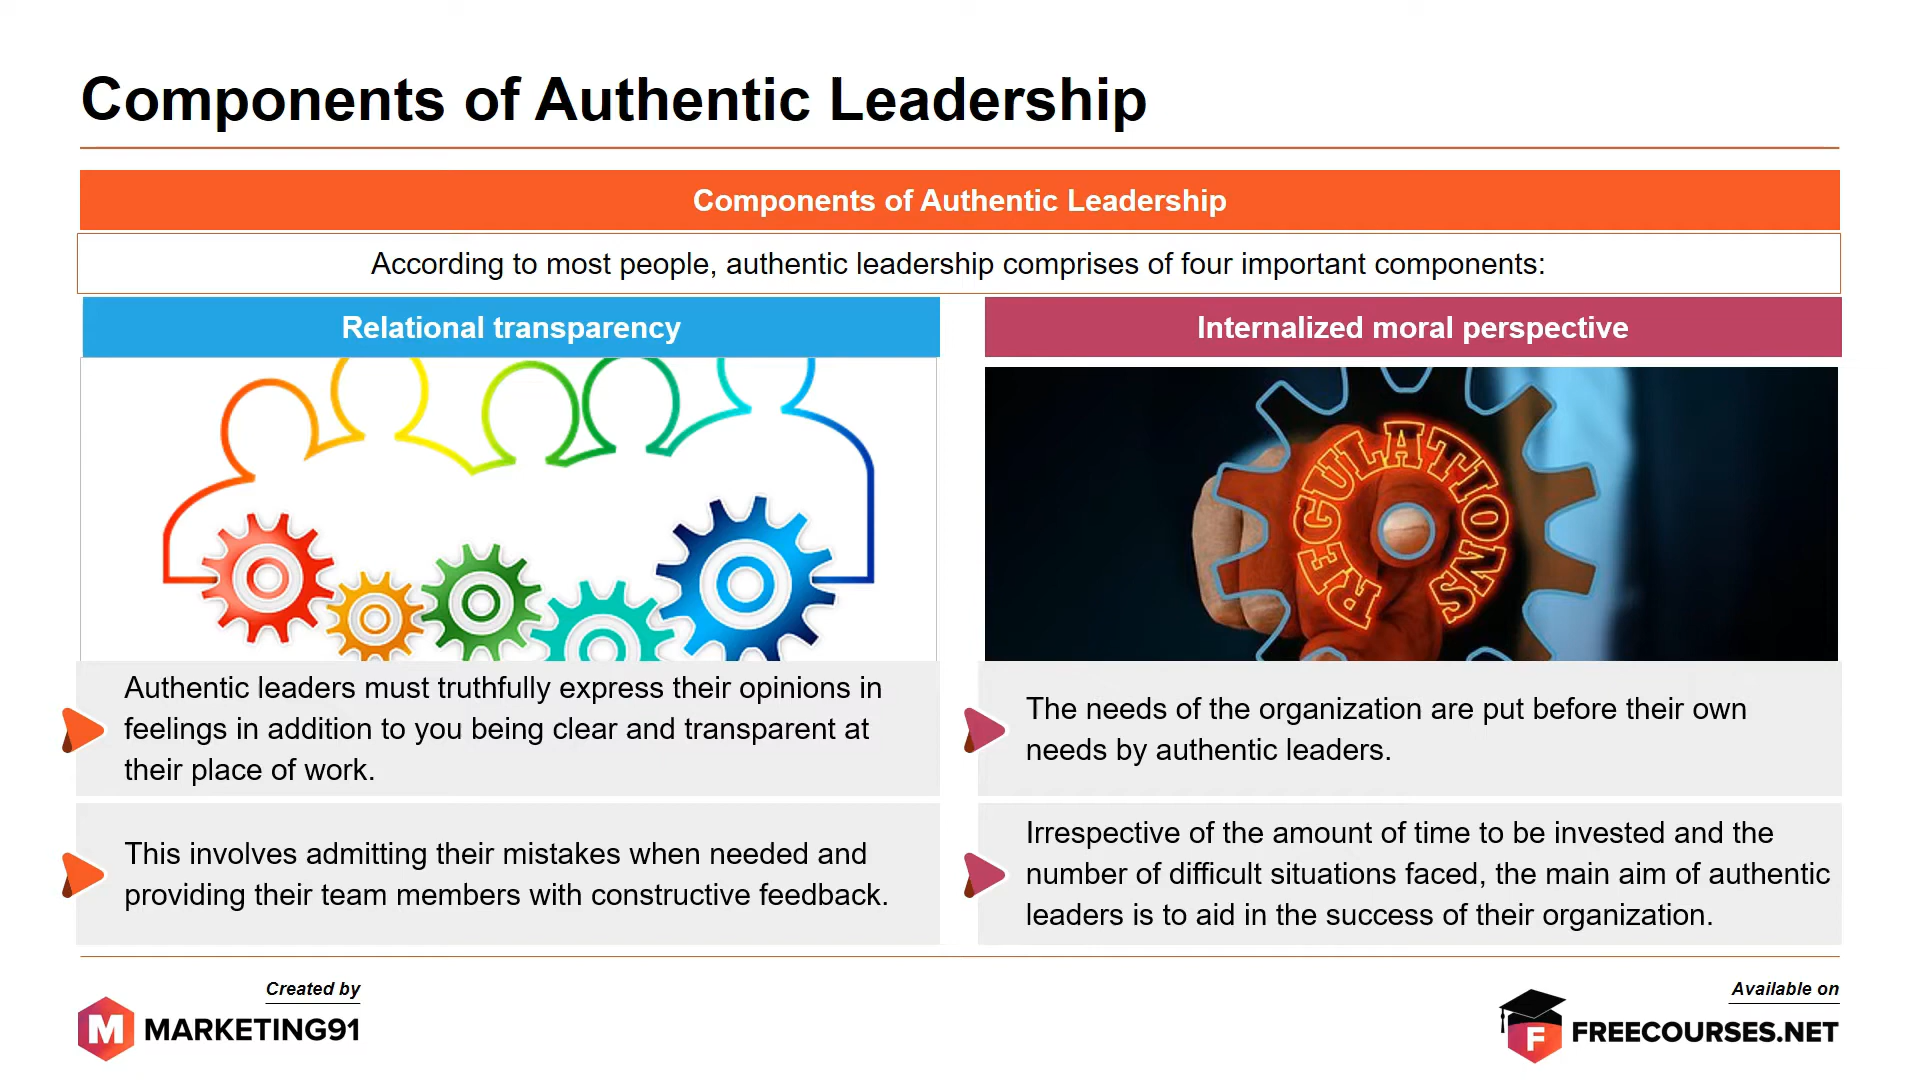 Components of Authentic Leadership
Components of Authentic Leadership
According to most people, authentic leadership comprises of four important components:
Relational transparency
Authentic leaders must truthfully express their opinions in
feelings in addition to you being clear and transparent at
their place of work.
This involves admitting their mistakes when needed and
providing their team members with constructive feedback.
Internalized moral perspective
REGULATIONS
The needs of the organization are put before their own
needs by authentic leaders.
Irrespective of the amount of time to be invested and the
number of difficult situations faced, the main aim of authentic
leaders is to aid in the success of their organization.
Created by
M MARKETING91
Available on
F FREECOURSES.NET